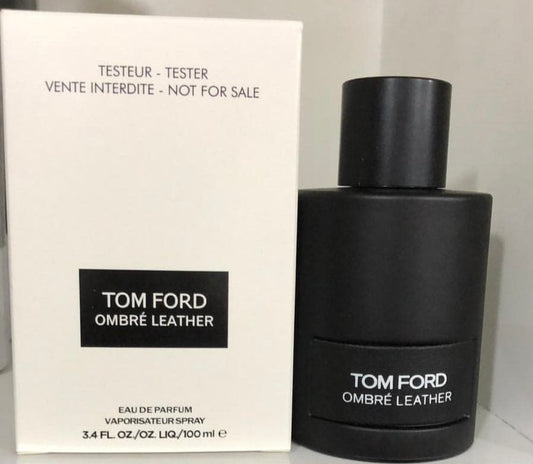 TESTEUR - TESTER
VENTE INTERDITE - NOT FOR SALE
TOM FORD
OMBRÉ LEATHER
EAU DE PARFUM
VAPORISATEUR SPRAY
3.4 FL. OZ./OZ. LIQ./100 ml ℮
TOM FORD
OMBRÉ LEATHER